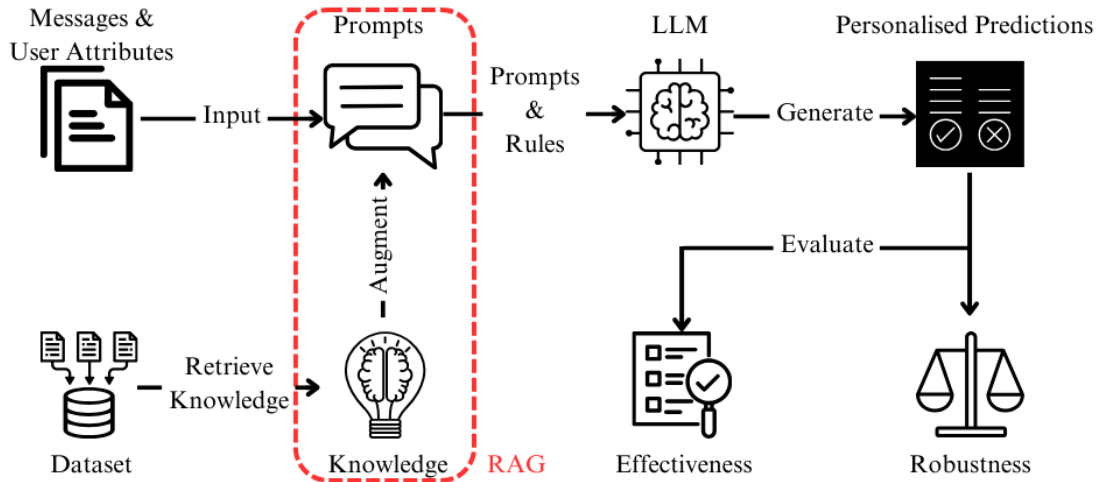 Messages &
User Attributes
Prompts
LLM
Personalised Predictions
Input
Prompts
&
Rules
Generate
Augment
Evaluate
Retrieve
Knowledge
Dataset
Knowledge
RAG
Effectiveness
Robustness